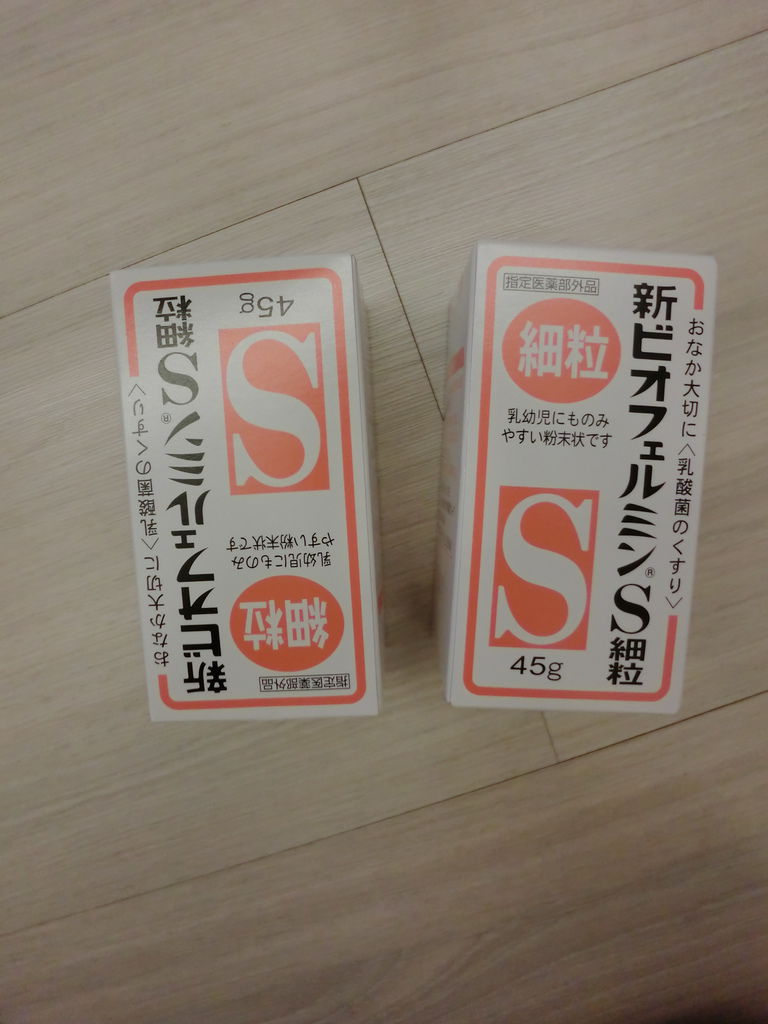 おなか大切に〈乳酸菌のくすり〉
新ビオフェルミン®S細粒
45g
S
乳幼児にものみ
やすい粉末状です
細粒
指定医薬部外品
指定医薬部外品
細粒
乳幼児にものみ
やすい粉末状です
S
45g
新ビオフェルミン®S細粒
おなか大切に〈乳酸菌のくすり〉